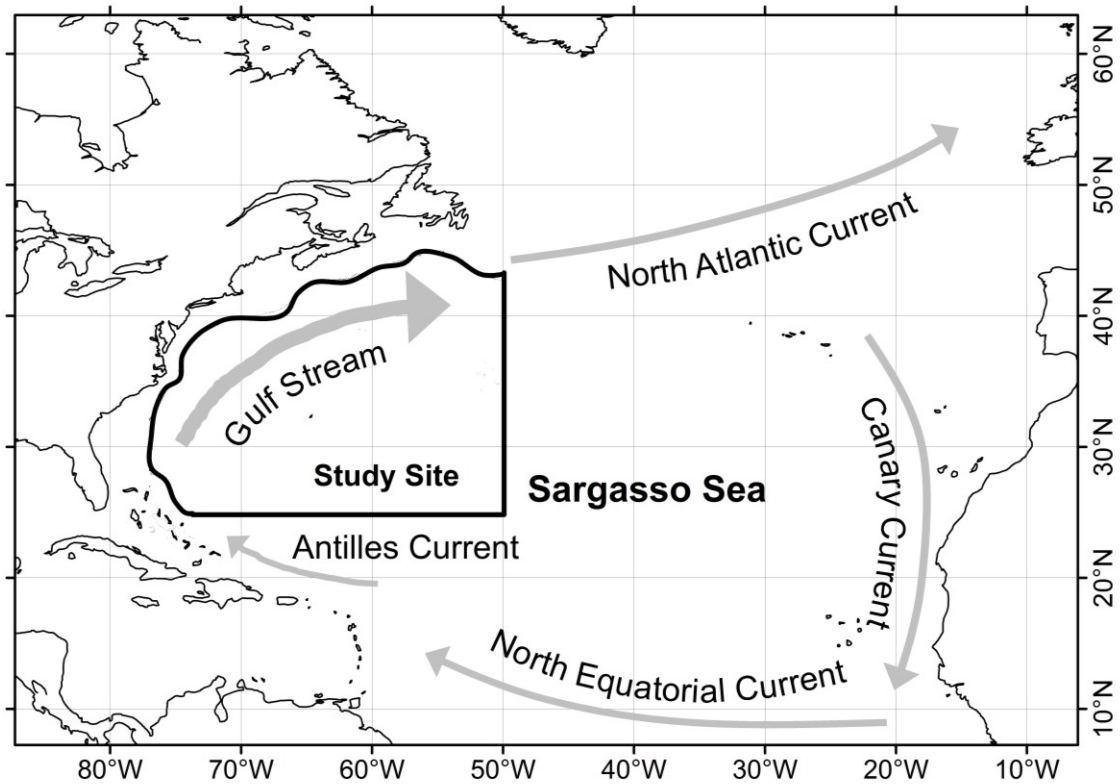 60°N
50°N
North Atlantic Current
40°N
Gulf Stream
Canary Current
30°N
Study Site
Sargasso Sea
Antilles Current
20°N
North Equatorial Current
10°N
80°W
70°W
60°W
50°W
40°W
30°W
20°W
10°W